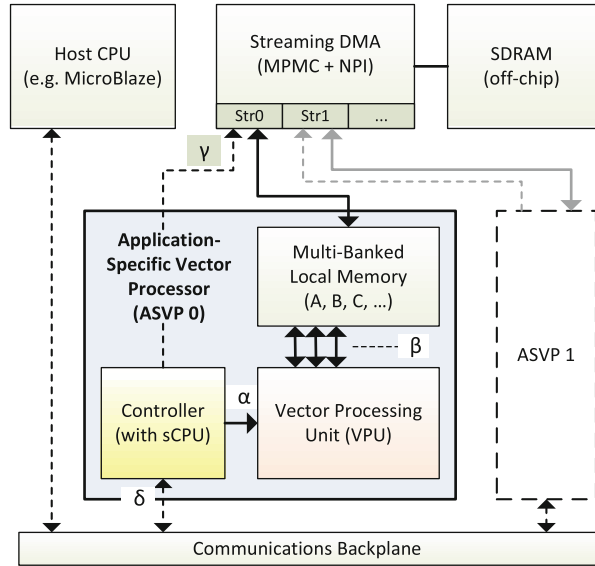 Host CPU
(e.g. MicroBlaze)
Streaming DMA
(MPMC + NPI)
Str0
Str1
...
SDRAM
(off-chip)
γ
Application-
Specific Vector
Processor
(ASVP 0)
Multi-Banked
Local Memory
(A, B, C, ...)
β
ASVP 1
Controller
(with sCPU)
α
Vector Processing
Unit (VPU)
δ
Communications Backplane